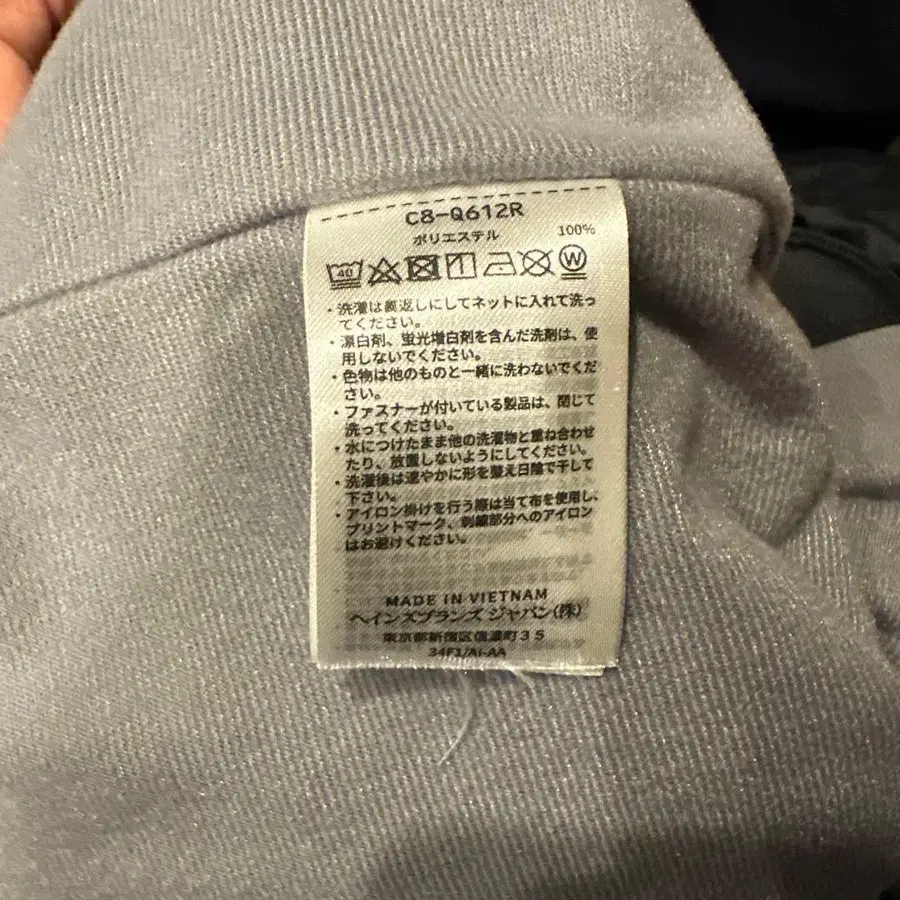 C8-Q612R
ポリエステル
100%
40
W
・洗濯は裏返しにしてネットに入れて洗っ
てください。
・漂白剤、蛍光増白剤を含んだ洗剤は、使
用しないでください。
・色物は他のものと一緒に洗わないでくだ
さい。
・ファスナーが付いている製品は、閉じて
洗ってください。
・水につけたまま他の洗濯物と重ね合わせ
たり、放置しないようにしてください。
・洗濯後は速やかに形を整え日陰で干して
下さい。
・アイロン掛けを行う際は当て布を使用し、
プリントマーク、刺繍部分へのアイロン
はお避けください。
MADE IN VIETNAM
ヘインズブランズ ジャパン(株)
東京都新宿区信濃町35
34F1/AI-AA